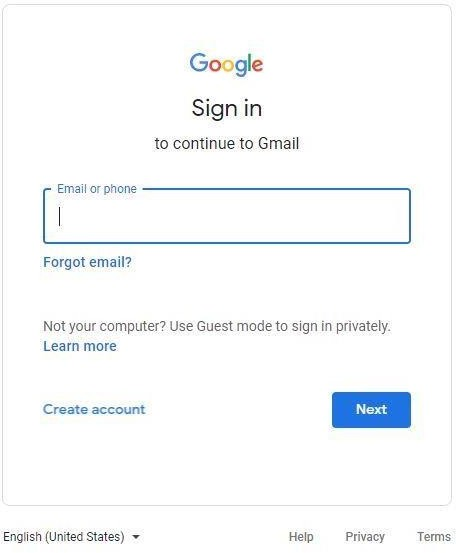 Google
Sign in
to continue to Gmail
Email or phone
Forgot email?
Not your computer? Use Guest mode to sign in privately.
Learn more
Create account Next
English (United States) Help Privacy Terms